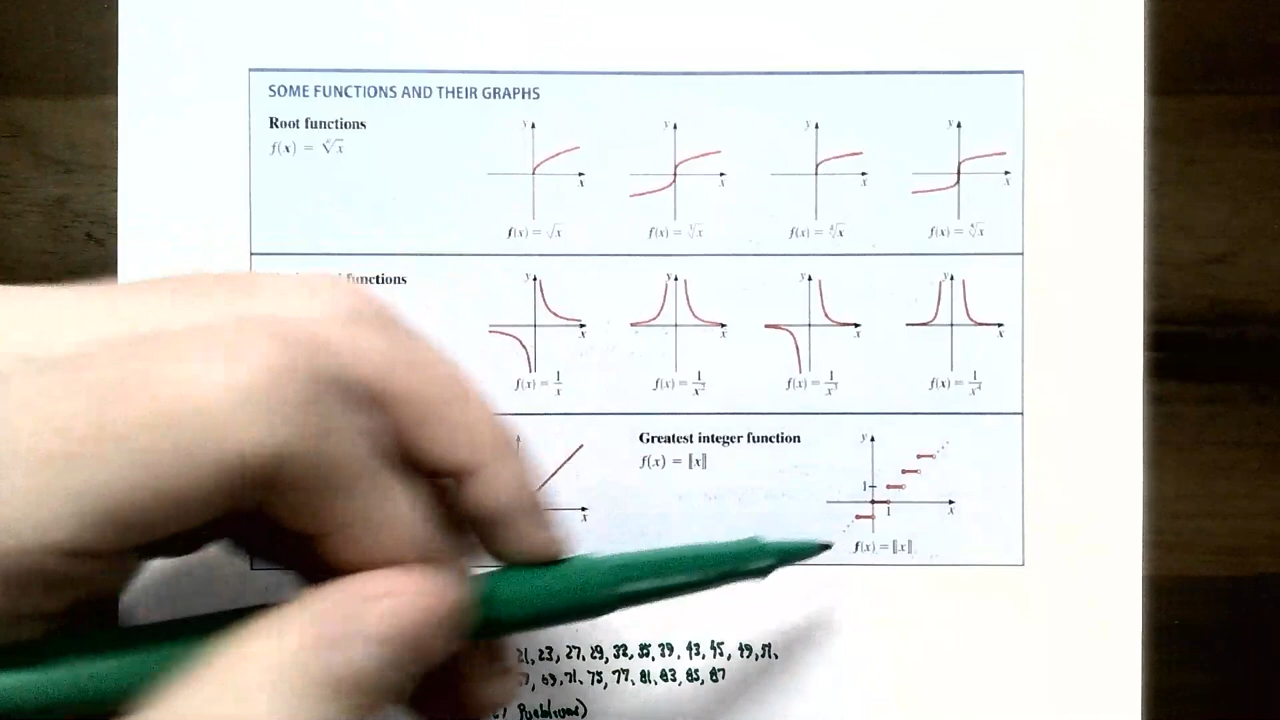 SOME FUNCTIONS AND THEIR GRAPHS
Root functions
f(x) = ⁿ√x
y y y y
x x x x
f(x) = √x f(x) = ³√x f(x) = ⁴√x f(x) = ⁵√x
functions
y y y y
x x x x
f(x) = 1/x f(x) = 1/x² f(x) = 1/x³ f(x) = 1/x⁴
Greatest integer function
f(x) = ⟦x⟧
y
1
1
x x
f(x) = ⟦x⟧
21, 23, 27, 29, 32, 35, 39, 43, 45, 49, 51,
69, 71, 75, 77, 81, 83, 85, 87